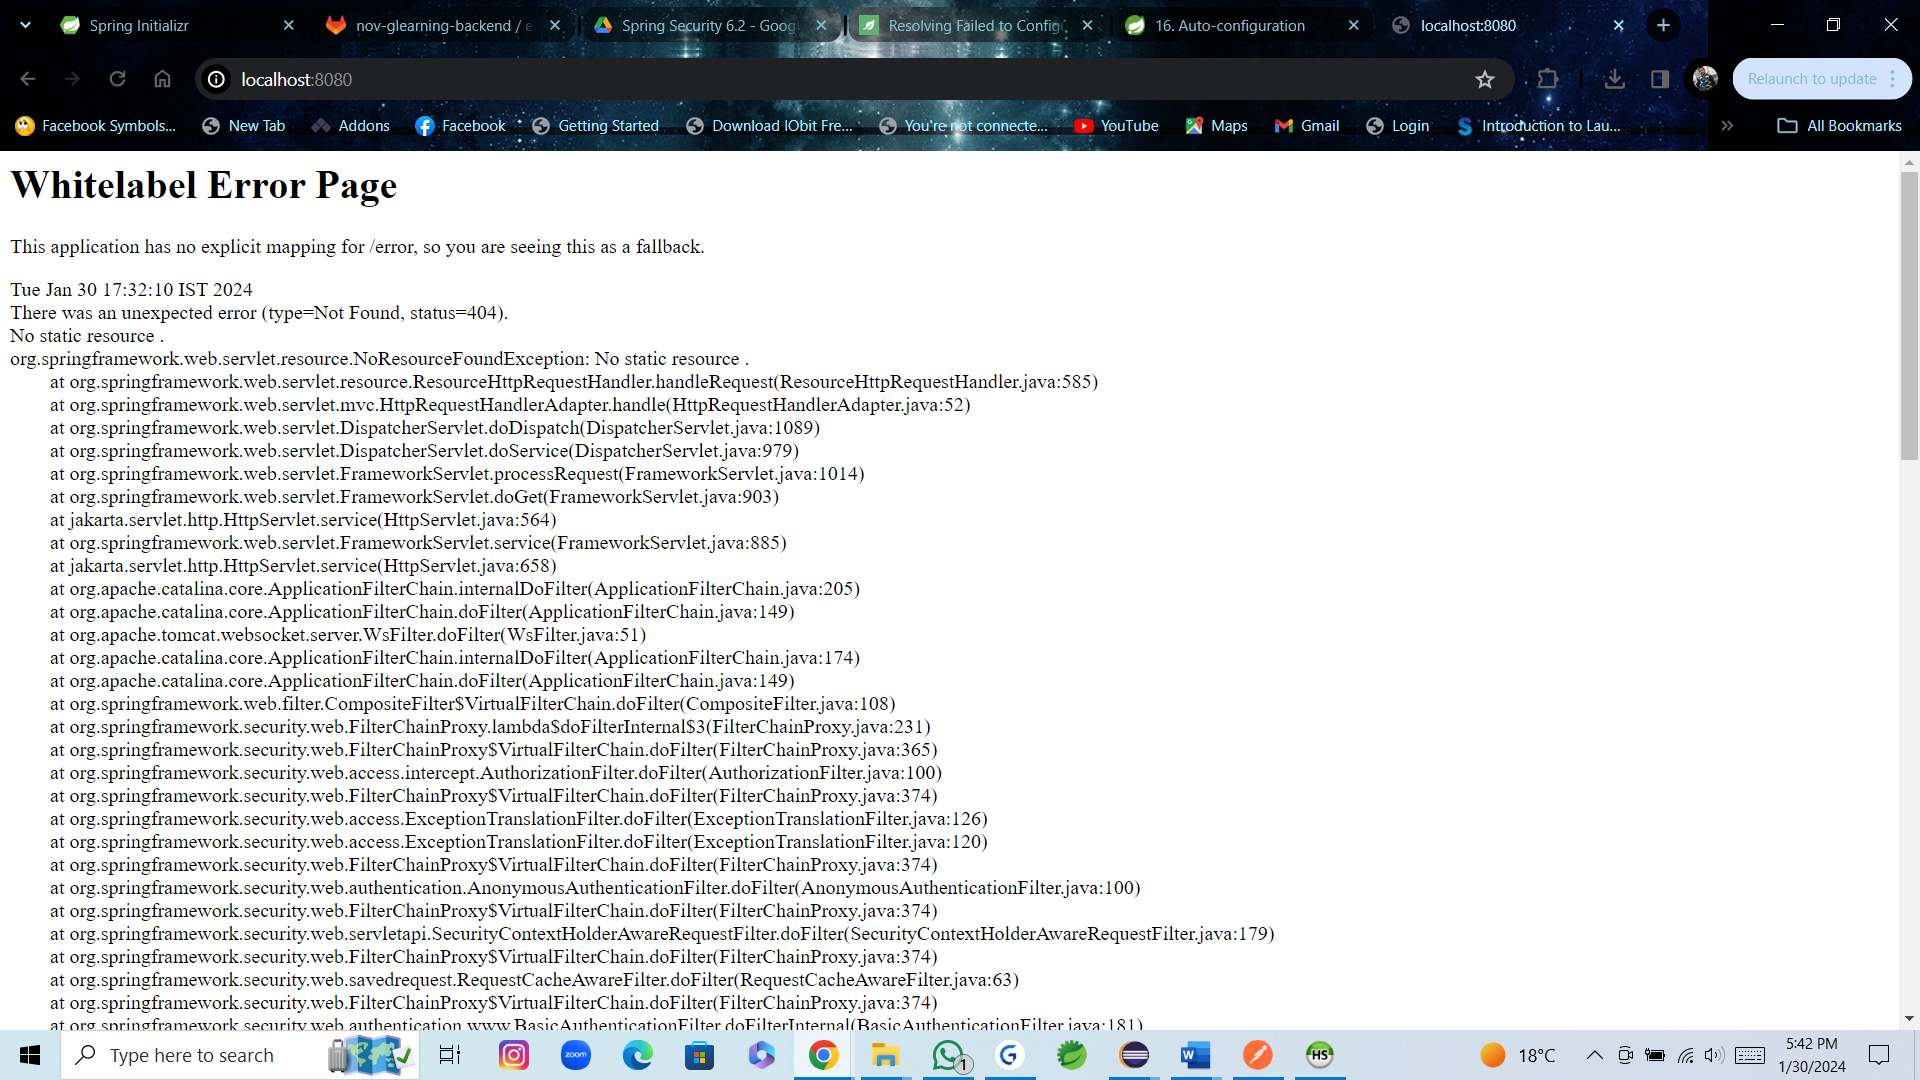 Spring Initializr
nov-glearning-backend / e
Spring Security 6.2 - Goog
Resolving Failed to Config
16. Auto-configuration
localhost:8080
localhost:8080
Relaunch to update
Facebook Symbols...
New Tab
Addons
Facebook
Getting Started
Download IObit Fre...
You're not connecte...
YouTube
Maps
Gmail
Login
Introduction to Lau...
All Bookmarks
Whitelabel Error Page
This application has no explicit mapping for /error, so you are seeing this as a fallback.
Tue Jan 30 17:32:10 IST 2024
There was an unexpected error (type=Not Found, status=404).
No static resource .
org.springframework.web.servlet.resource.NoResourceFoundException: No static resource .
at org.springframework.web.servlet.resource.ResourceHttpRequestHandler.handleRequest(ResourceHttpRequestHandler.java:585)
at org.springframework.web.servlet.mvc.HttpRequestHandlerAdapter.handle(HttpRequestHandlerAdapter.java:52)
at org.springframework.web.servlet.DispatcherServlet.doDispatch(DispatcherServlet.java:1089)
at org.springframework.web.servlet.DispatcherServlet.doService(DispatcherServlet.java:979)
at org.springframework.web.servlet.FrameworkServlet.processRequest(FrameworkServlet.java:1014)
at org.springframework.web.servlet.FrameworkServlet.doGet(FrameworkServlet.java:903)
at jakarta.servlet.http.HttpServlet.service(HttpServlet.java:564)
at org.springframework.web.servlet.FrameworkServlet.service(FrameworkServlet.java:885)
at jakarta.servlet.http.HttpServlet.service(HttpServlet.java:658)
at org.apache.catalina.core.ApplicationFilterChain.internalDoFilter(ApplicationFilterChain.java:205)
at org.apache.catalina.core.ApplicationFilterChain.doFilter(ApplicationFilterChain.java:149)
at org.apache.tomcat.websocket.server.WsFilter.doFilter(WsFilter.java:51)
at org.apache.catalina.core.ApplicationFilterChain.internalDoFilter(ApplicationFilterChain.java:174)
at org.apache.catalina.core.ApplicationFilterChain.doFilter(ApplicationFilterChain.java:149)
at org.springframework.web.filter.CompositeFilter$VirtualFilterChain.doFilter(CompositeFilter.java:108)
at org.springframework.security.web.FilterChainProxy.lambda$doFilterInternal$3(FilterChainProxy.java:231)
at org.springframework.security.web.FilterChainProxy$VirtualFilterChain.doFilter(FilterChainProxy.java:365)
at org.springframework.security.web.access.intercept.AuthorizationFilter.doFilter(AuthorizationFilter.java:100)
at org.springframework.security.web.FilterChainProxy$VirtualFilterChain.doFilter(FilterChainProxy.java:374)
at org.springframework.security.web.access.ExceptionTranslationFilter.doFilter(ExceptionTranslationFilter.java:126)
at org.springframework.security.web.access.ExceptionTranslationFilter.doFilter(ExceptionTranslationFilter.java:120)
at org.springframework.security.web.FilterChainProxy$VirtualFilterChain.doFilter(FilterChainProxy.java:374)
at org.springframework.security.web.authentication.AnonymousAuthenticationFilter.doFilter(AnonymousAuthenticationFilter.java:100)
at org.springframework.security.web.FilterChainProxy$VirtualFilterChain.doFilter(FilterChainProxy.java:374)
at org.springframework.security.web.servletapi.SecurityContextHolderAwareRequestFilter.doFilter(SecurityContextHolderAwareRequestFilter.java:179)
at org.springframework.security.web.FilterChainProxy$VirtualFilterChain.doFilter(FilterChainProxy.java:374)
at org.springframework.security.web.savedrequest.RequestCacheAwareFilter.doFilter(RequestCacheAwareFilter.java:63)
at org.springframework.security.web.FilterChainProxy$VirtualFilterChain.doFilter(FilterChainProxy.java:374)
at org.springframework.security.web.authentication.www.BasicAuthenticationFilter.doFilterInternal(BasicAuthenticationFilter.java:181)
Type here to search
zoom
1
G
W
HS
18°C
5:42 PM
1/30/2024